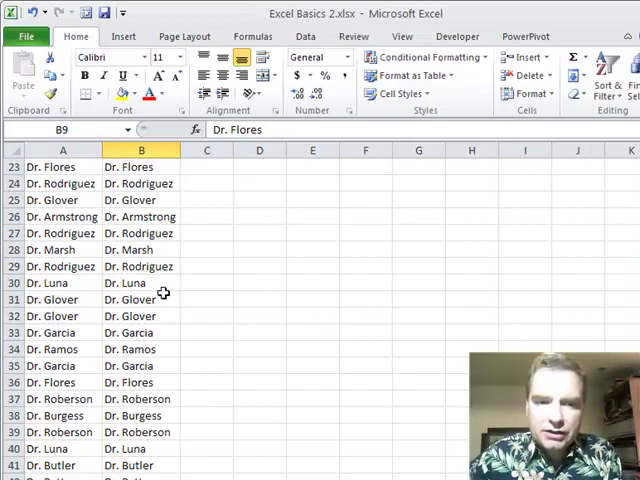 Excel Basics 2.xlsx - Microsoft Excel
File Home Insert Page Layout Formulas Data Review View Developer PowerPivot
Calibri 11 General Conditional Formatting Insert Σ
Paste B I U A A $ % , Format as Table Delete Sort & Find
Cell Styles Format Filter
Clipboard Font Alignment Number Styles Cells Editing
B9 fx Dr. Flores
A B C D E F G H I J K
23 Dr. Flores Dr. Flores
24 Dr. Rodriguez Dr. Rodriguez
25 Dr. Glover Dr. Glover
26 Dr. Armstrong Dr. Armstrong
27 Dr. Rodriguez Dr. Rodriguez
28 Dr. Marsh Dr. Marsh
29 Dr. Rodriguez Dr. Rodriguez
30 Dr. Luna Dr. Luna
31 Dr. Glover Dr. Glover
32 Dr. Glover Dr. Glover
33 Dr. Garcia Dr. Garcia
34 Dr. Ramos Dr. Ramos
35 Dr. Garcia Dr. Garcia
36 Dr. Flores Dr. Flores
37 Dr. Roberson Dr. Roberson
38 Dr. Burgess Dr. Burgess
39 Dr. Roberson Dr. Roberson
40 Dr. Luna Dr. Luna
41 Dr. Butler Dr. Butler